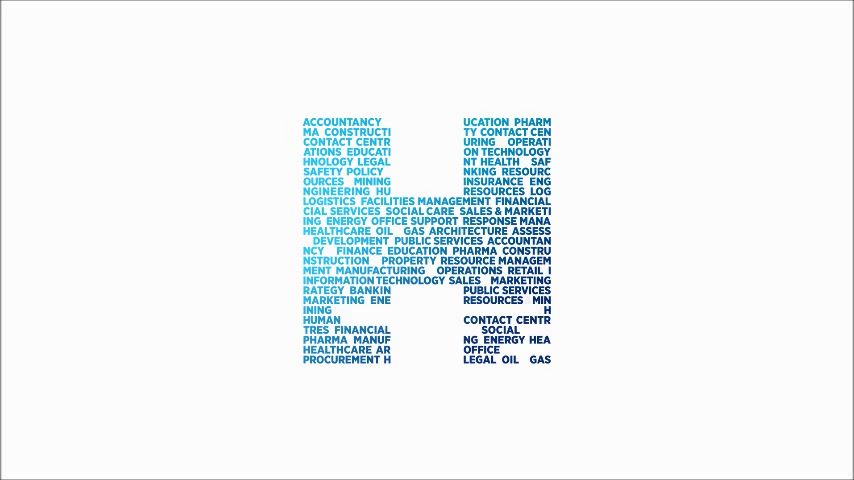 ACCOUNTANCY UCATION PHARM
MA CONSTRUCTI TY CONTACT CEN
CONTACT CENTR URING OPERATI
ATIONS EDUCATI ON TECHNOLOGY
HNOLOGY LEGAL NT HEALTH SAF
SAFETY POLICY NKING RESOURC
OURCES MINING INSURANCE ENG
NGINEERING HU RESOURCES LOG
LOGISTICS FACILITIES MANAGEMENT FINANCIAL
CIAL SERVICES SOCIAL CARE SALES & MARKETI
ING ENERGY OFFICE SUPPORT RESPONSE MANA
HEALTHCARE OIL GAS ARCHITECTURE ASSESS
DEVELOPMENT PUBLIC SERVICES ACCOUNTAN
NCY FINANCE EDUCATION PHARMA CONSTRU
NSTRUCTION PROPERTY RESOURCE MANAGEM
MENT MANUFACTURING OPERATIONS RETAIL I
INFORMATION TECHNOLOGY SALES MARKETING
RATEGY BANKIN PUBLIC SERVICES
MARKETING ENE RESOURCES MIN
INING H
HUMAN CONTACT CENTR
TRES FINANCIAL SOCIAL
PHARMA MANUF NG ENERGY HEA
HEALTHCARE AR OFFICE
PROCUREMENT H LEGAL OIL GAS